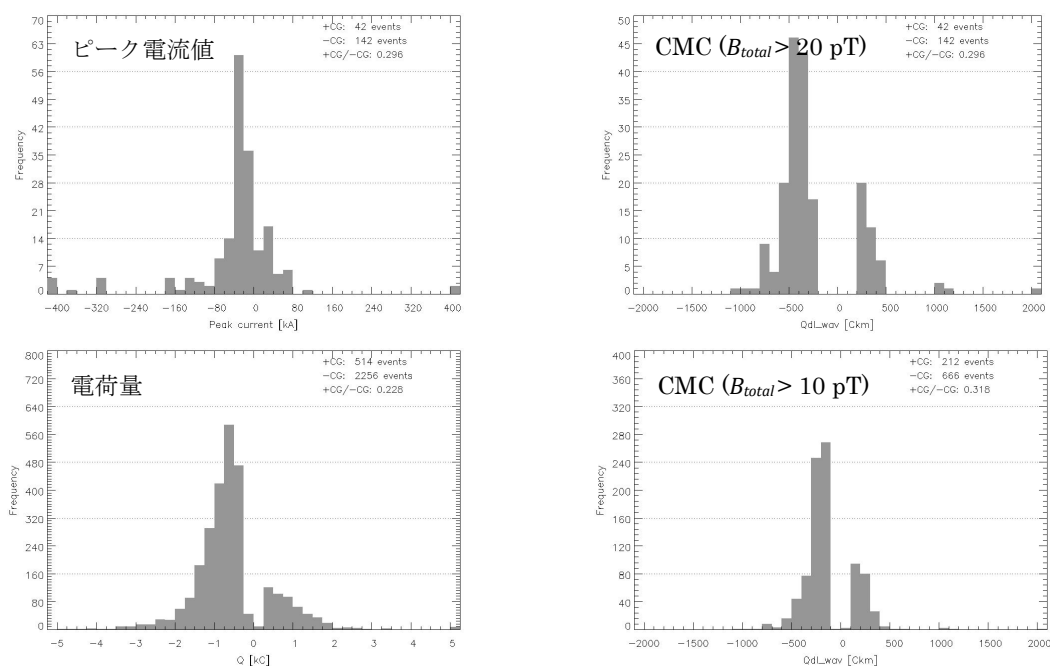 70
63
56
49
42
35
28
21
14
7
0
Frequency
ピーク電流値
+CG: 42 events
−CG: 142 events
+CG/−CG: 0.296
−400 −320 −240 −160 −80 0 80 160 240 320 400
Peak current [kA]
50
45
40
35
30
25
20
15
10
5
0
Frequency
CMC (Btotal > 20 pT)
+CG: 42 events
−CG: 142 events
+CG/−CG: 0.296
−2000 −1500 −1000 −500 0 500 1000 1500 2000
Qdl_wav [Ckm]
800
720
640
560
480
400
320
240
160
80
0
Frequency
電荷量
+CG: 514 events
−CG: 2256 events
+CG/−CG: 0.228
−5 −4 −3 −2 −1 0 1 2 3 4 5
Q [kC]
400
360
320
280
240
200
160
120
80
40
0
Frequency
CMC (Btotal > 10 pT)
+CG: 212 events
−CG: 666 events
+CG/−CG: 0.318
−2000 −1500 −1000 −500 0 500 1000 1500 2000
Qdl_wav [Ckm]